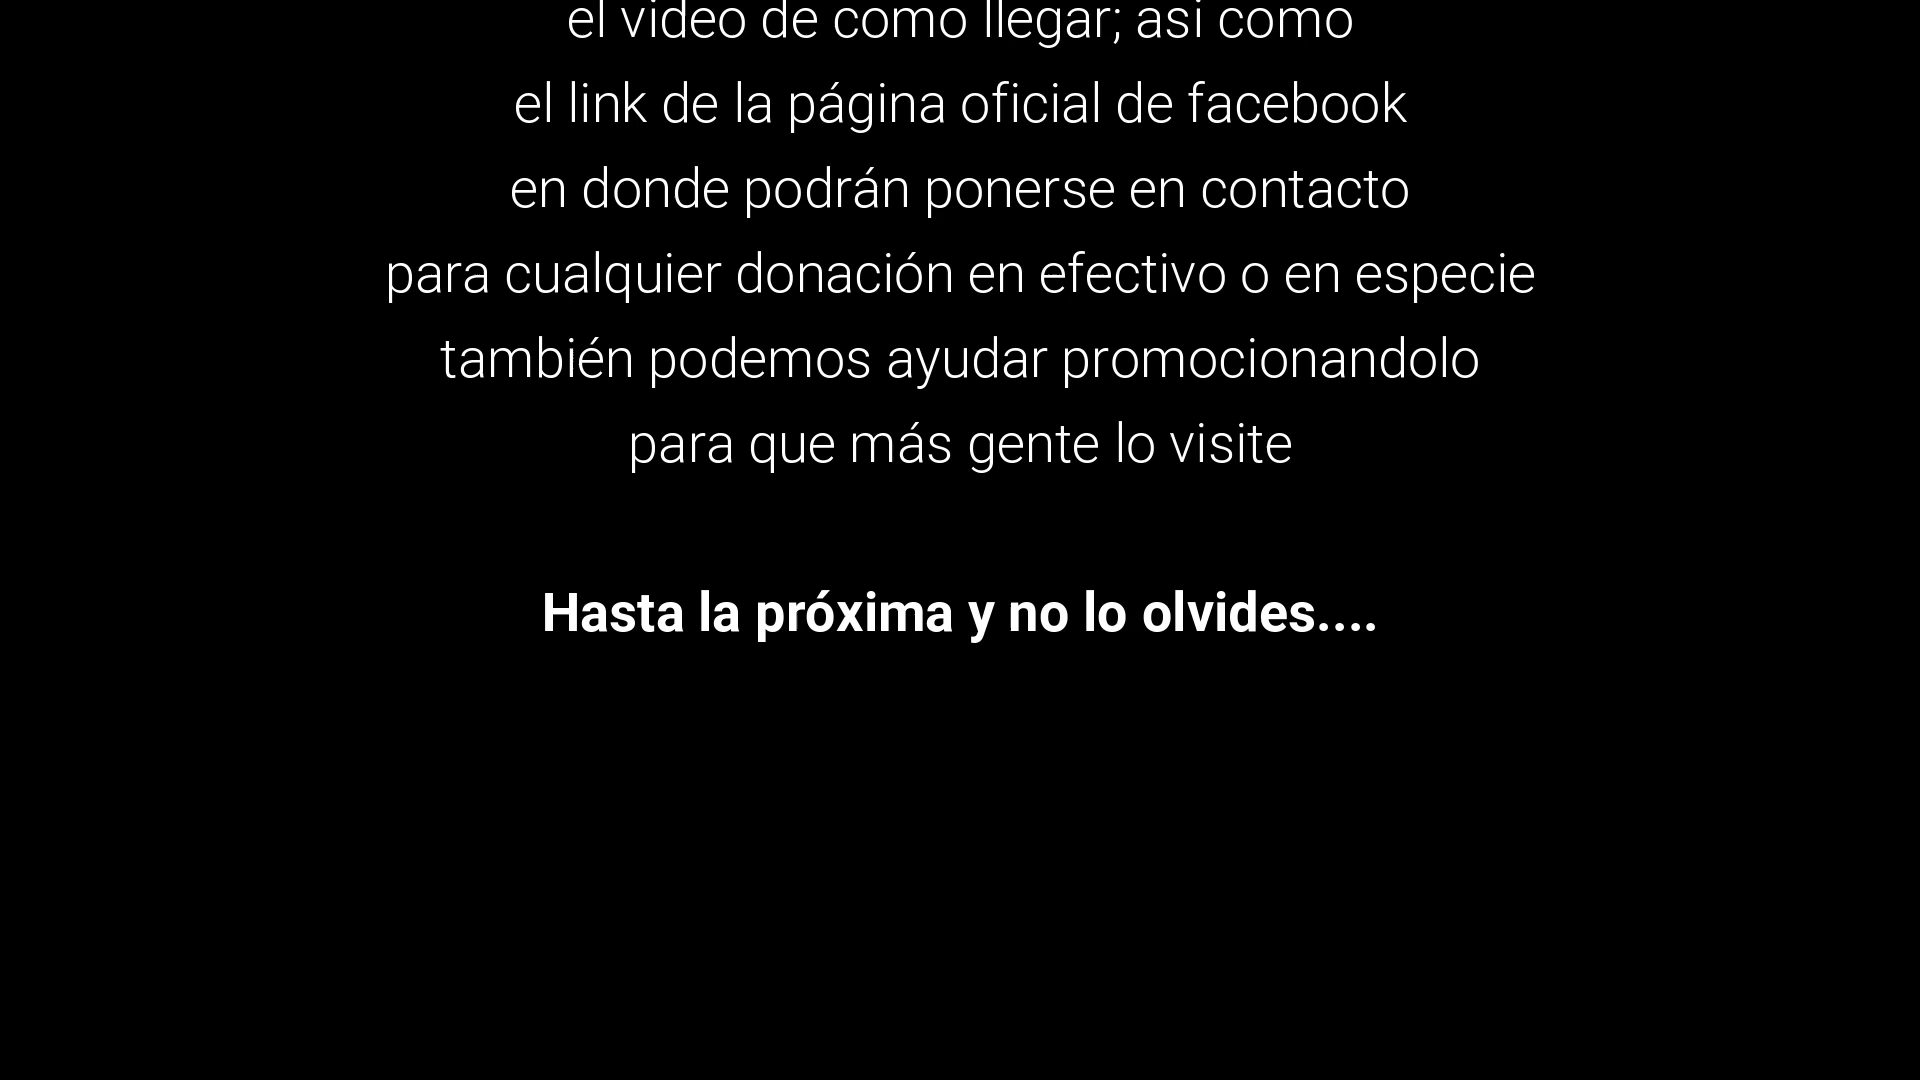 el video de como llegar; asi como
el link de la página oficial de facebook
en donde podrán ponerse en contacto
para cualquier donación en efectivo o en especie
también podemos ayudar promocionandolo
para que más gente lo visite
Hasta la próxima y no lo olvides....